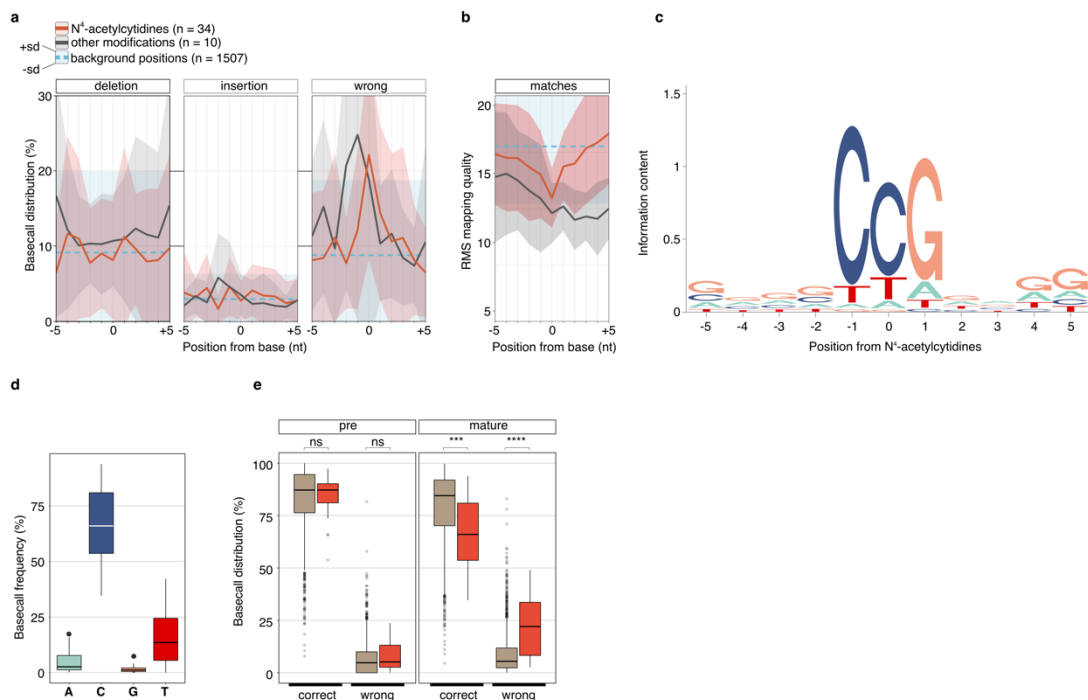 a
+sd
-sd
N⁴-acetylcytidines (n = 34)
other modifications (n = 10)
background positions (n = 1507)
deletion
insertion
wrong
30
20
10
0
Basecall distribution (%)
-5 0 +5
-5 0 +5
-5 0 +5
Position from base (nt)
Position from base (nt)
b
matches
20
15
10
5
RMS mapping quality
-5 0 +5
Position from base (nt)
c
1.5
1
0.5
0
Information content
C C G
-5 -4 -3 -2 -1 0 1 2 3 4 5
Position from N⁴-acetylcytidines
d
75
50
25
0
Basecall frequency (%)
A C G T
e
pre
mature
ns
ns
***
****
100
75
50
25
0
Basecall distribution (%)
correct wrong
correct wrong